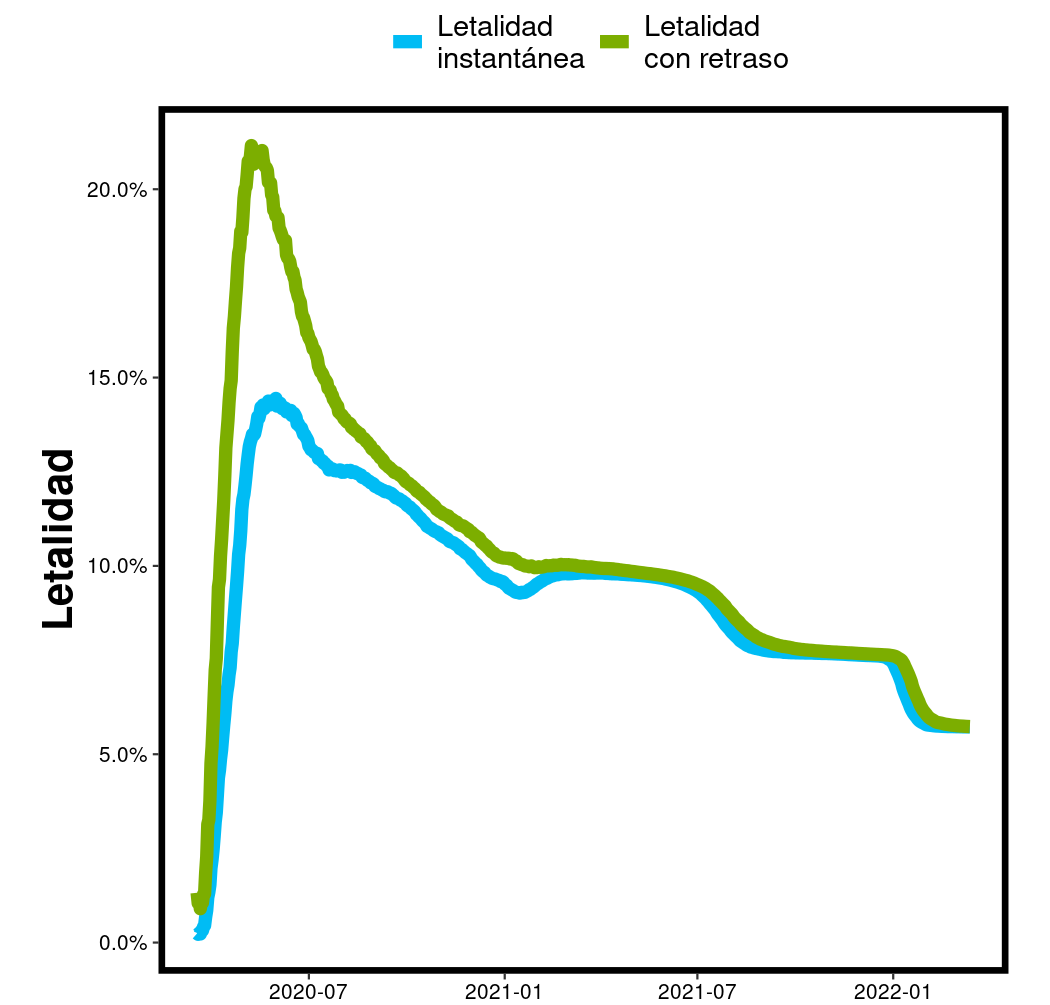 Letalidad
instantánea
Letalidad
con retraso
Letalidad
20.0%
15.0%
10.0%
5.0%
0.0%
2020-07
2021-01
2021-07
2022-01